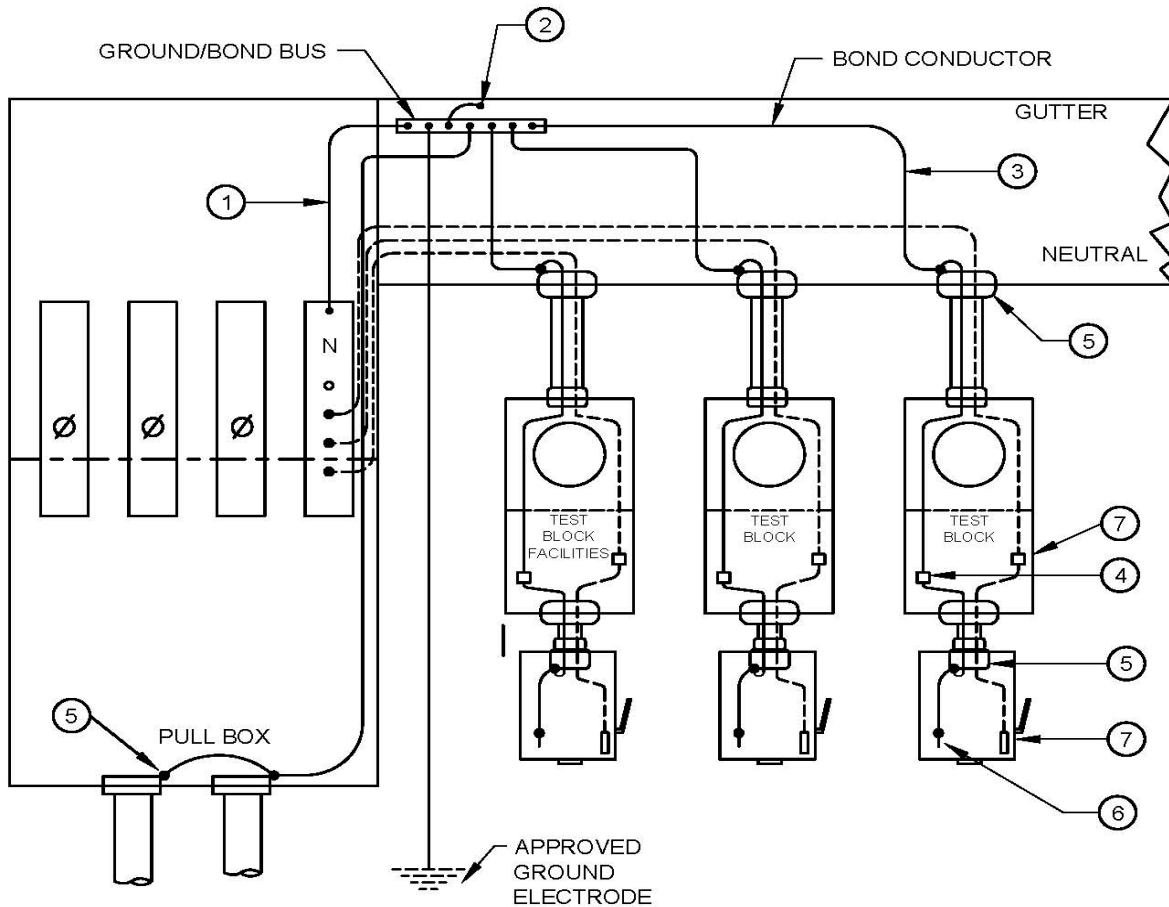 2
GROUND/BOND BUS
BOND CONDUCTOR
GUTTER
3
1
NEUTRAL
5
N
Ø
Ø
Ø
TEST
BLOCK
FACILITIES
TEST
BLOCK
TEST
BLOCK
7
4
5
5
PULL BOX
7
6
APPROVED
GROUND
ELECTRODE